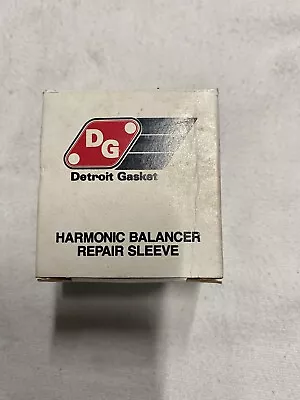 DG
Detroit Gasket
HARMONIC BALANCER
REPAIR SLEEVE